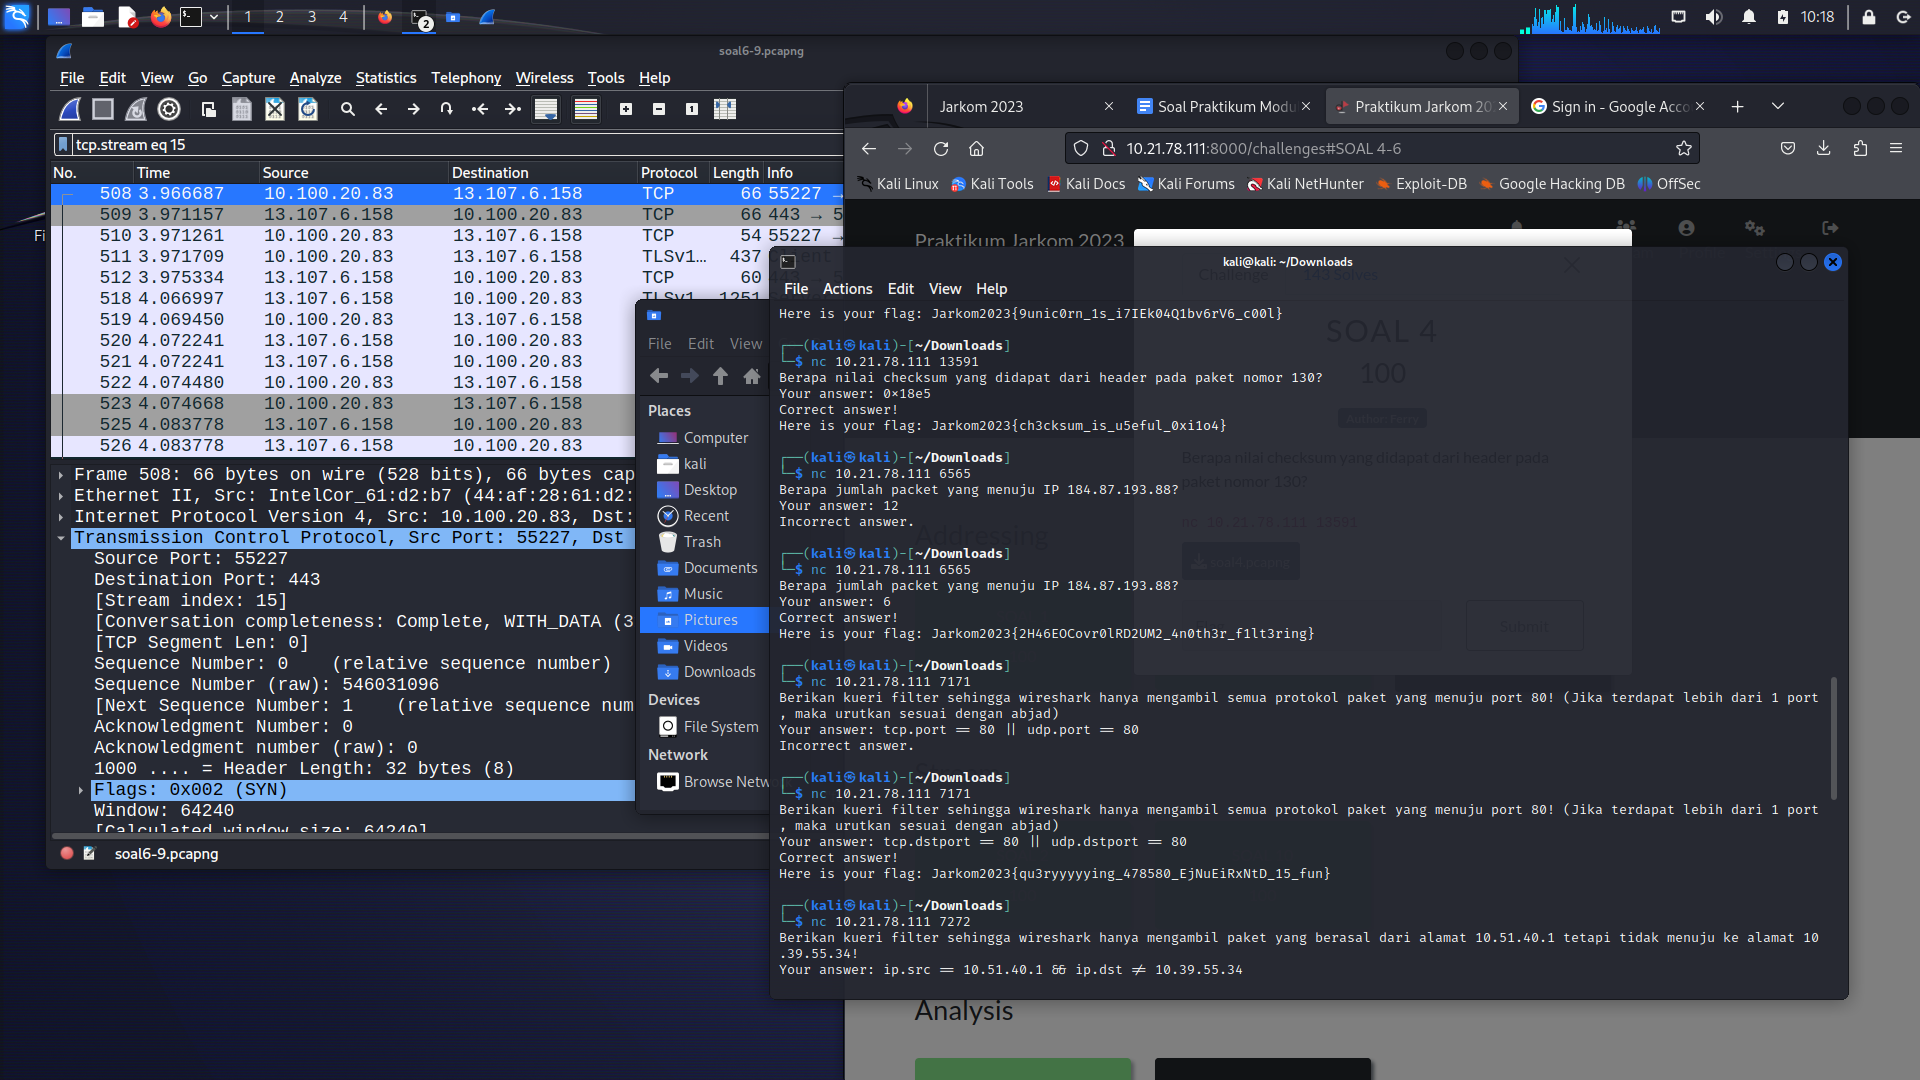 1 2 3 4
2
10:18
soal6-9.pcapng
File Edit View Go Capture Analyze Statistics Telephony Wireless Tools Help
tcp.stream eq 15
No. Time Source Destination Protocol Length Info
508 3.966687 10.100.20.83 13.107.6.158 TCP 66 55227 →
509 3.971157 13.107.6.158 10.100.20.83 TCP 66 443 → 5
510 3.971261 10.100.20.83 13.107.6.158 TCP 54 55227 →
511 3.971709 10.100.20.83 13.107.6.158 TLSv1… 437
512 3.975334 13.107.6.158 10.100.20.83 TCP 60
518 4.066997 13.107.6.158 10.100.20.83 TLSv1… 1251
519 4.069450 13.107.6.158 10.100.20.83
520 4.072241 13.107.6.158 10.100.20.83
521 4.072241 13.107.6.158 10.100.20.83
522 4.074480 13.107.6.158 10.100.20.83
523 4.074668 10.100.20.83 13.107.6.158
525 4.083778 13.107.6.158 10.100.20.83
526 4.083778 13.107.6.158 10.100.20.83
Frame 508: 66 bytes on wire (528 bits), 66 bytes cap
Ethernet II, Src: IntelCor_61:d2:b7 (44:af:28:61:d2:
Internet Protocol Version 4, Src: 10.100.20.83, Dst:
Transmission Control Protocol, Src Port: 55227, Dst
Source Port: 55227
Destination Port: 443
[Stream index: 15]
[Conversation completeness: Complete, WITH_DATA (3
[TCP Segment Len: 0]
Sequence Number: 0 (relative sequence number)
Sequence Number (raw): 546031096
[Next Sequence Number: 1 (relative sequence num
Acknowledgment Number: 0
Acknowledgment number (raw): 0
1000 .... = Header Length: 32 bytes (8)
Flags: 0x002 (SYN)
Window: 64240
[Calculated window size: 64240]
soal6-9.pcapng
File Edit View
Places
Computer
kali
Desktop
Recent
Trash
Documents
Music
Pictures
Videos
Downloads
Devices
File System
Network
Browse Netw
Jarkom 2023
Soal Praktikum Modu
Praktikum Jarkom 20
Sign in - Google Acco
10.21.78.111:8000/challenges#SOAL 4-6
Kali Linux Kali Tools Kali Docs Kali Forums Kali NetHunter Exploit-DB Google Hacking DB OffSec
Praktikum Jarkom 2023
kali@kali: ~/Downloads
File Actions Edit View Help
Here is your flag: Jarkom2023{9unic0rn_1s_i7IEk04Q1bv6rV6_c00l}
┌──(kali㉿kali)-[~/Downloads]
└─$ nc 10.21.78.111 13591
Berapa nilai checksum yang didapat dari header pada paket nomor 130?
Your answer: 0×18e5
Correct answer!
Here is your flag: Jarkom2023{ch3cksum_is_u5eful_0xi1o4}
┌──(kali㉿kali)-[~/Downloads]
└─$ nc 10.21.78.111 6565
Berapa jumlah packet yang menuju IP 184.87.193.88?
Your answer: 12
Incorrect answer.
┌──(kali㉿kali)-[~/Downloads]
└─$ nc 10.21.78.111 6565
Berapa jumlah packet yang menuju IP 184.87.193.88?
Your answer: 6
Correct answer!
Here is your flag: Jarkom2023{2H46EOCovr0lRD2UM2_4n0th3r_f1lt3ring}
┌──(kali㉿kali)-[~/Downloads]
└─$ nc 10.21.78.111 7171
Berikan kueri filter sehingga wireshark hanya mengambil semua protokol paket yang menuju port 80! (Jika terdapat lebih dari 1 port
, maka urutkan sesuai dengan abjad)
Your answer: tcp.port == 80 || udp.port == 80
Incorrect answer.
┌──(kali㉿kali)-[~/Downloads]
└─$ nc 10.21.78.111 7171
Berikan kueri filter sehingga wireshark hanya mengambil semua protokol paket yang menuju port 80! (Jika terdapat lebih dari 1 port
, maka urutkan sesuai dengan abjad)
Your answer: tcp.dstport == 80 || udp.dstport == 80
Correct answer!
Here is your flag: Jarkom2023{qu3ryyyyying_478580_EjNuEiRxNtD_15_fun}
┌──(kali㉿kali)-[~/Downloads]
└─$ nc 10.21.78.111 7272
Berikan kueri filter sehingga wireshark hanya mengambil paket yang berasal dari alamat 10.51.40.1 tetapi tidak menuju ke alamat 10
.39.55.34!
Your answer: ip.src == 10.51.40.1 && ip.dst != 10.39.55.34
Challenge 143 Solves
SOAL 4
100
Berapa nilai checksum yang didapat dari header pada
paket nomor 130?
nc 10.21.78.111 13591
soal4.pcapng
Submit
Addressing
Analysis